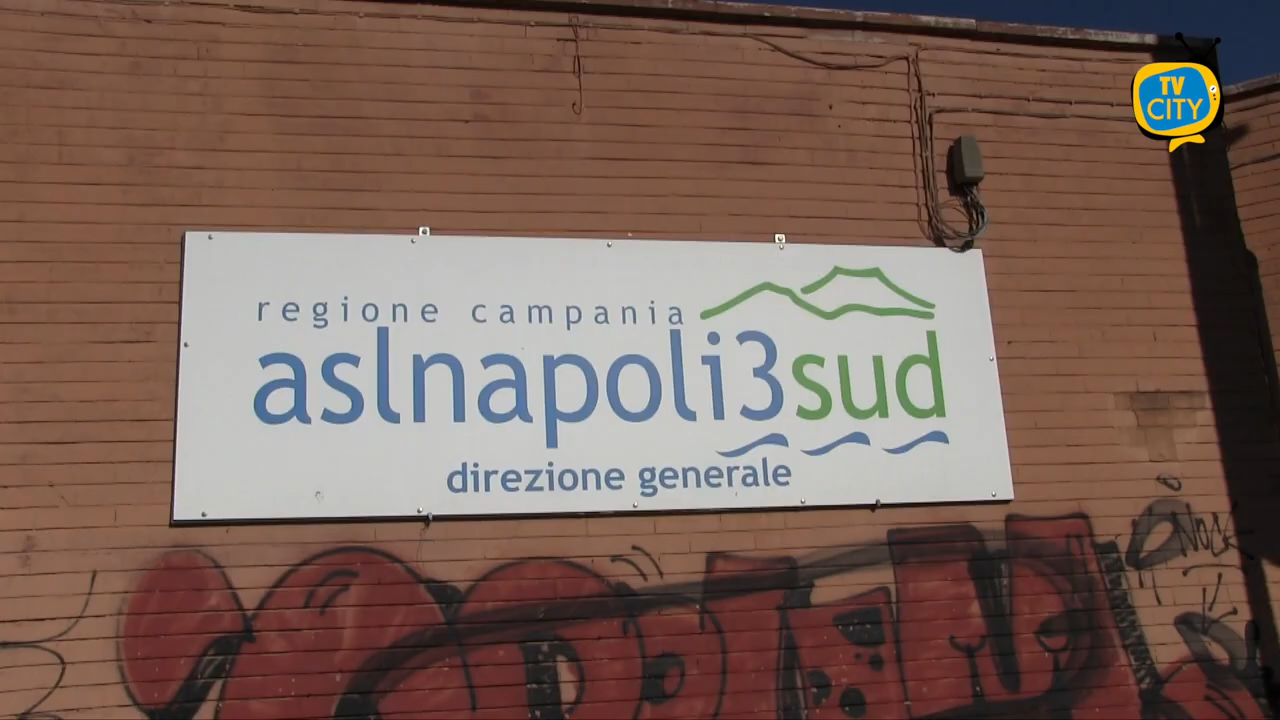 TV
CITY
regione campania
aslnapoli3sud
direzione generale